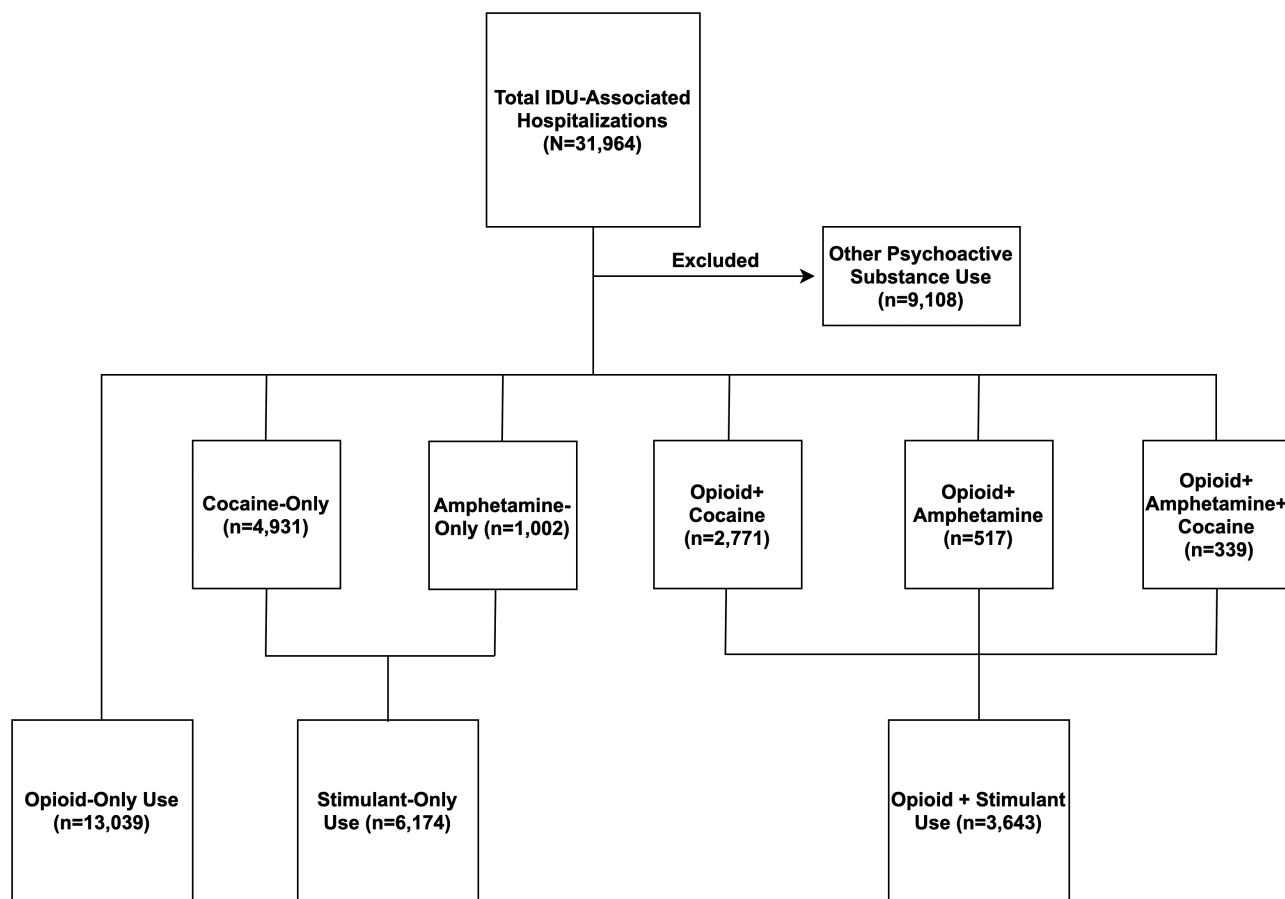 Total IDU-Associated
Hospitalizations
(N=31,964)
Excluded
Other Psychoactive
Substance Use
(n=9,108)
Cocaine-Only
(n=4,931)
Amphetamine-
Only (n=1,002)
Opioid+
Cocaine
(n=2,771)
Opioid+
Amphetamine
(n=517)
Opioid+
Amphetamine+
Cocaine
(n=339)
Opioid-Only Use
(n=13,039)
Stimulant-Only
Use (n=6,174)
Opioid + Stimulant
Use (n=3,643)